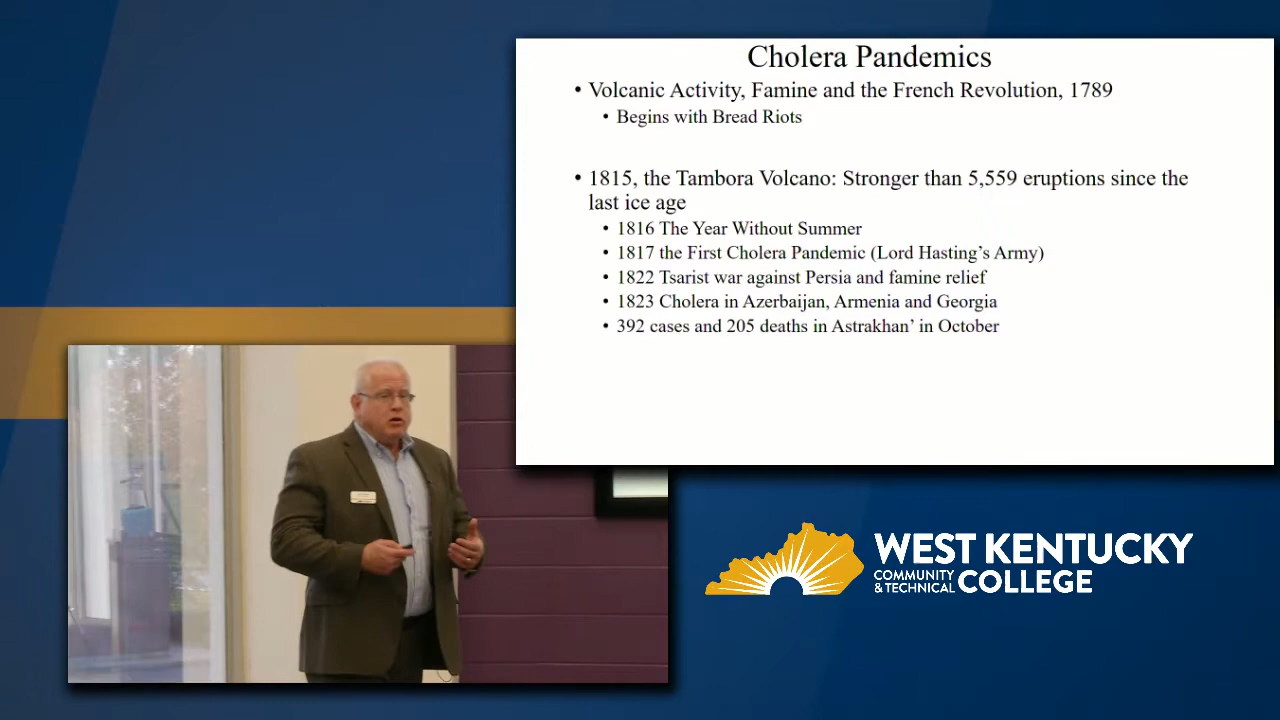 Cholera Pandemics
• Volcanic Activity, Famine and the French Revolution, 1789
• Begins with Bread Riots
• 1815, the Tambora Volcano: Stronger than 5,559 eruptions since the
last ice age
• 1816 The Year Without Summer
• 1817 the First Cholera Pandemic (Lord Hasting's Army)
• 1822 Tsarist war against Persia and famine relief
• 1823 Cholera in Azerbaijan, Armenia and Georgia
• 392 cases and 205 deaths in Astrakhan' in October
WEST KENTUCKY
COMMUNITY
& TECHNICAL
COLLEGE